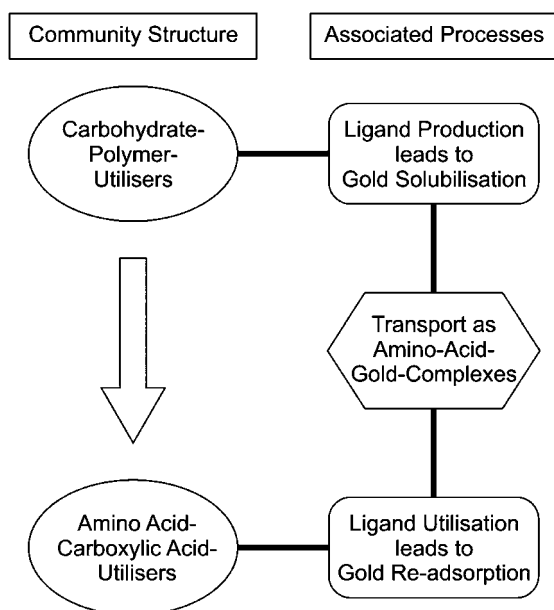 Community Structure
Associated Processes
Carbohydrate-
Polymer-
Utilisers
Ligand Production
leads to
Gold Solubilisation
Transport as
Amino-Acid-
Gold-Complexes
Amino Acid-
Carboxylic Acid-
Utilisers
Ligand Utilisation
leads to
Gold Re-adsorption